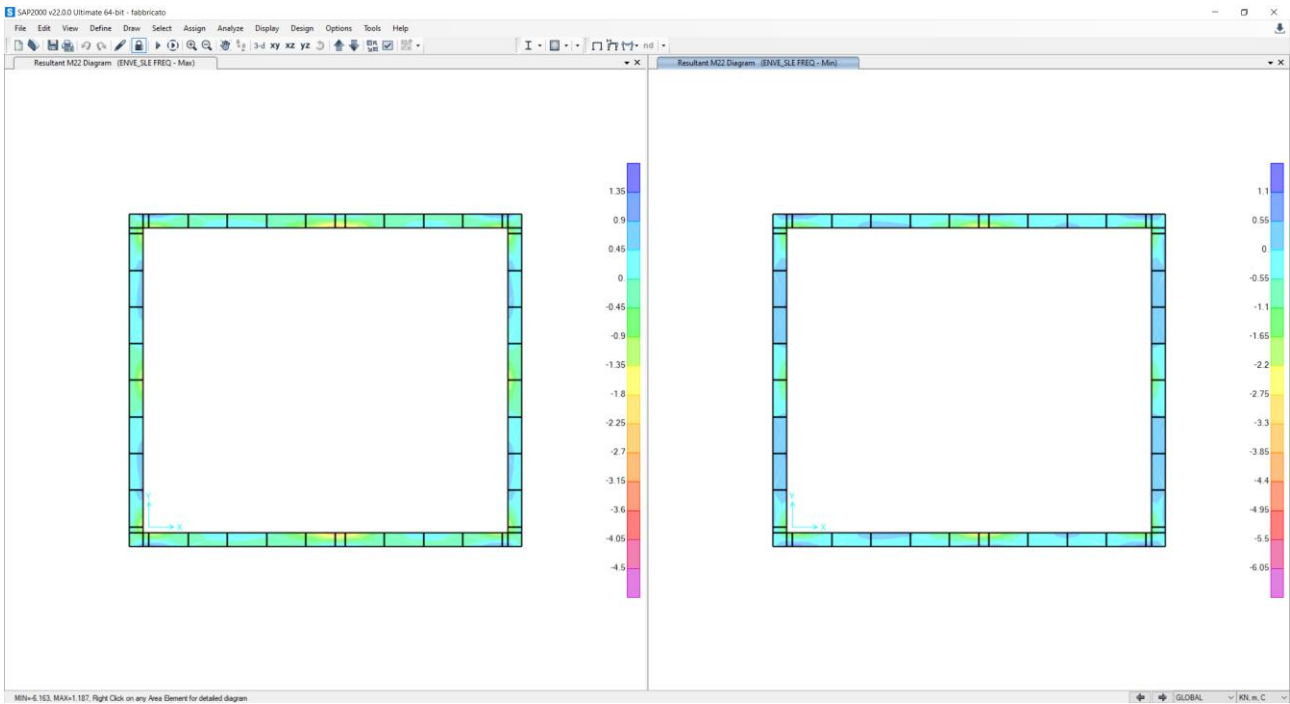 SAP2000 v22.0.0 Ultimate 64-bit - fabbricato
File Edit View Define Draw Select Assign Analyze Display Design Options Tools Help
3-d xy xz yz nd
Resultant M22 Diagram (ENVE_SLE FREQ - Max)
Resultant M22 Diagram (ENVE_SLE FREQ - Min)
1.35
0.9
0.45
0.
-0.45
-0.9
-1.35
-1.8
-2.25
-2.7
-3.15
-3.6
-4.05
-4.5
Y
X
1.1
0.55
0.
-0.55
-1.1
-1.65
-2.2
-2.75
-3.3
-3.85
-4.4
-4.95
-5.5
-6.05
Y
X
MIN=-6.163, MAX=1.187, Right Click on any Area Element for detailed diagram
GLOBAL
KN, m, C